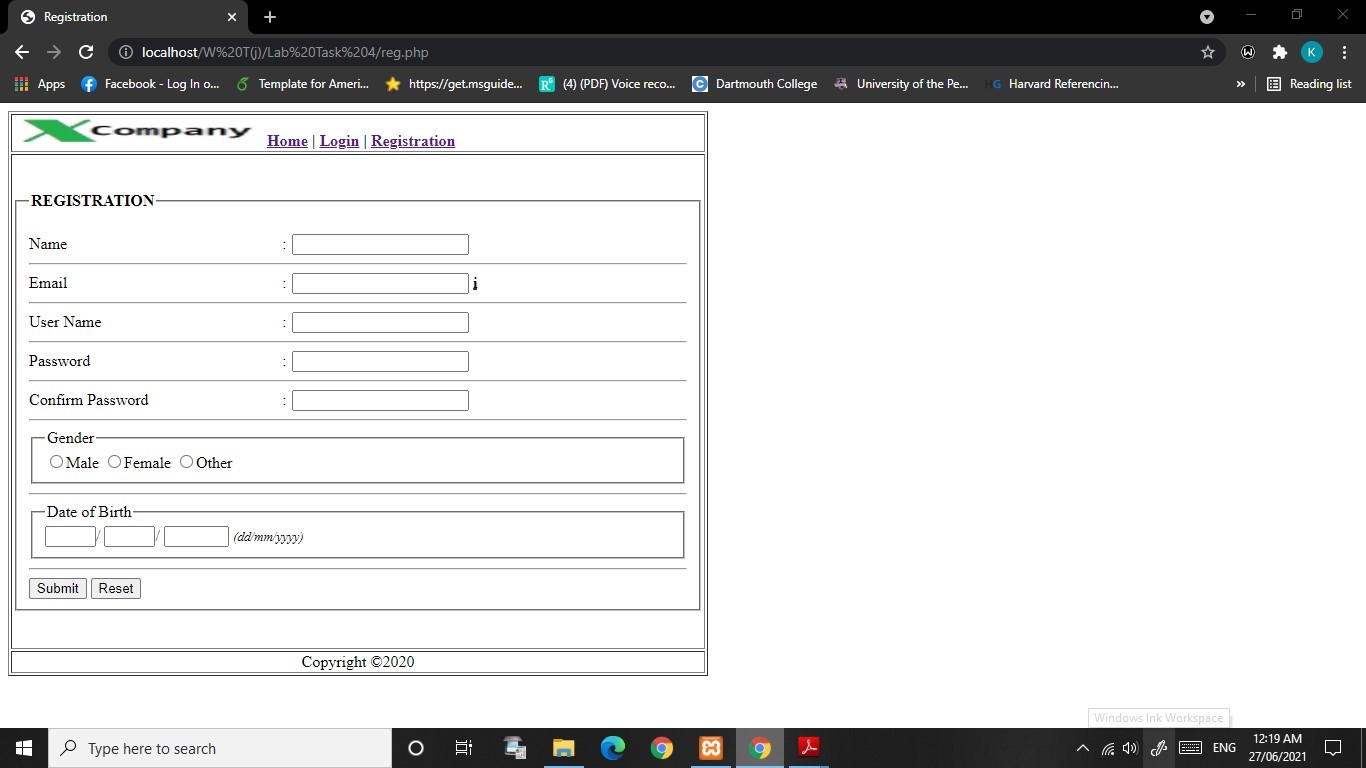 Registration
localhost/W%20T(j)/Lab%20Task%204/reg.php
K
Apps Facebook - Log In o... Template for Ameri... https://get.msguide... (4) (PDF) Voice reco... Dartmouth College University of the Pe... HG Harvard Referencin... » Reading list
X Company Home | Login | Registration
REGISTRATION
Name :
Email : i
User Name :
Password :
Confirm Password :
Gender
Male Female Other
Date of Birth
/ / (dd/mm/yyyy)
Submit Reset
Copyright ©2020
Windows Ink Workspace
Type here to search
ENG
12:19 AM
27/06/2021